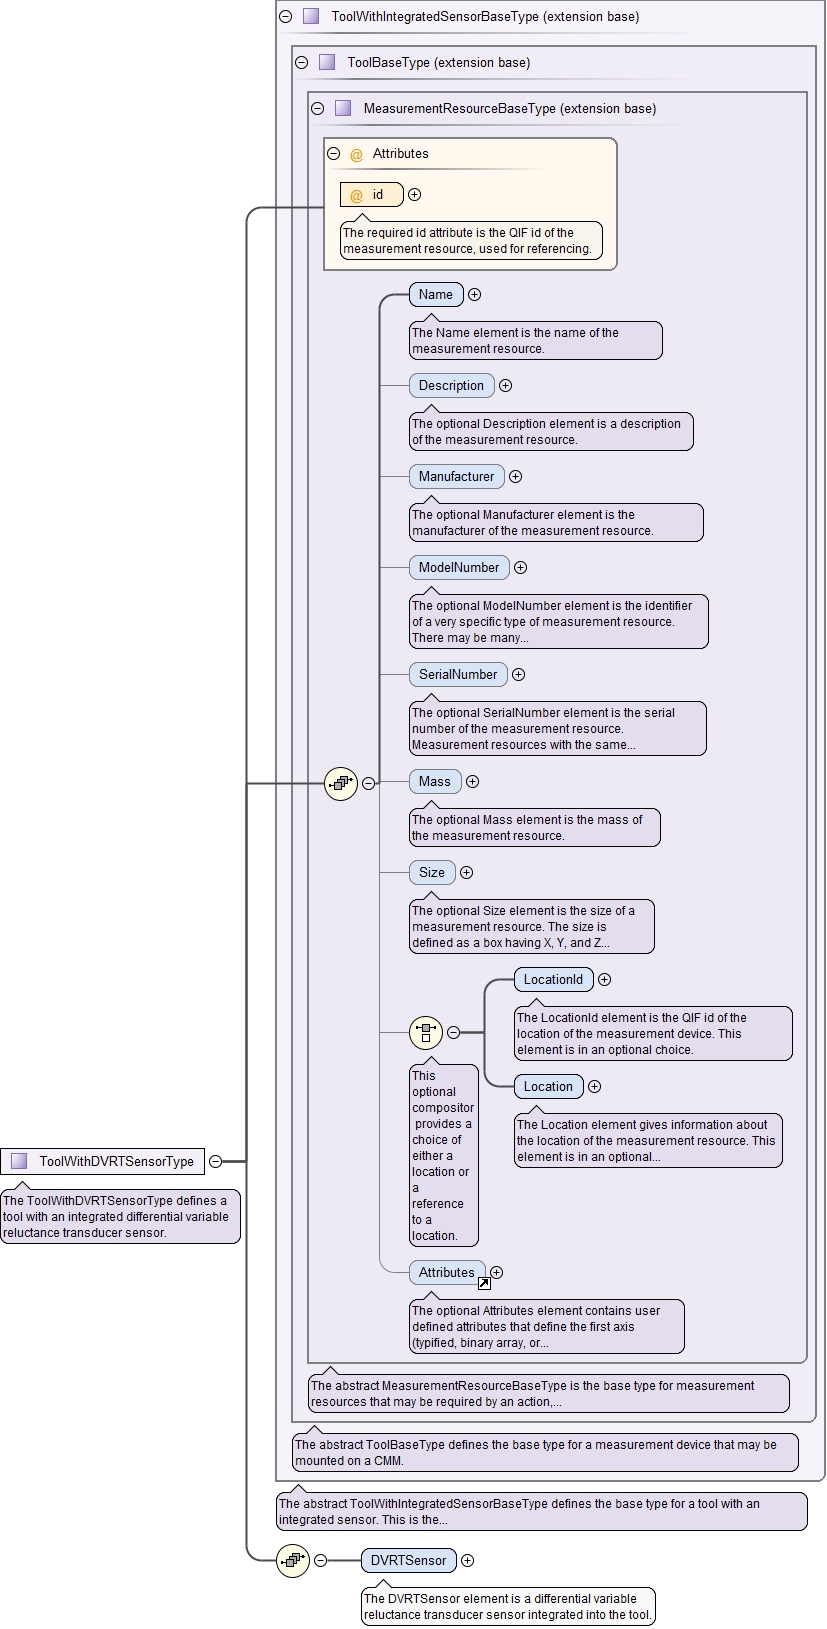 ToolWithIntegratedSensorBaseType (extension base)
ToolBaseType (extension base)
MeasurementResourceBaseType (extension base)
@ Attributes
@ id
The required id attribute is the QIF id of the
measurement resource, used for referencing.
Name
The Name element is the name of the
measurement resource.
Description
The optional Description element is a description
of the measurement resource.
Manufacturer
The optional Manufacturer element is the
manufacturer of the measurement resource.
ModelNumber
The optional ModelNumber element is the identifier
of a very specific type of measurement resource.
There may be many...
SerialNumber
The optional SerialNumber element is the serial
number of the measurement resource.
Measurement resources with the same...
Mass
The optional Mass element is the mass of
the measurement resource.
Size
The optional Size element is the size of a
measurement resource. The size is
defined as a box having X, Y, and Z...
LocationId
The LocationId element is the QIF id of the
location of the measurement device. This
element is in an optional choice.
Location
The Location element gives information about
the location of the measurement resource. This
element is in an optional...
This
optional
compositor
provides a
choice of
either a
location or
a
reference
to a
location.
ToolWithDVRTSensorType
The ToolWithDVRTSensorType defines a
tool with an integrated differential variable
reluctance transducer sensor.
Attributes
The optional Attributes element contains user
defined attributes that define the first axis
(typified, binary array, or...
The abstract MeasurementResourceBaseType is the base type for measurement
resources that may be required by an action,...
The abstract ToolBaseType defines the base type for a measurement device that may be
mounted on a CMM.
The abstract ToolWithIntegratedSensorBaseType defines the base type for a tool with an
integrated sensor. This is the...
DVRTSensor
The DVRTSensor element is a differential variable
reluctance transducer sensor integrated into the tool.